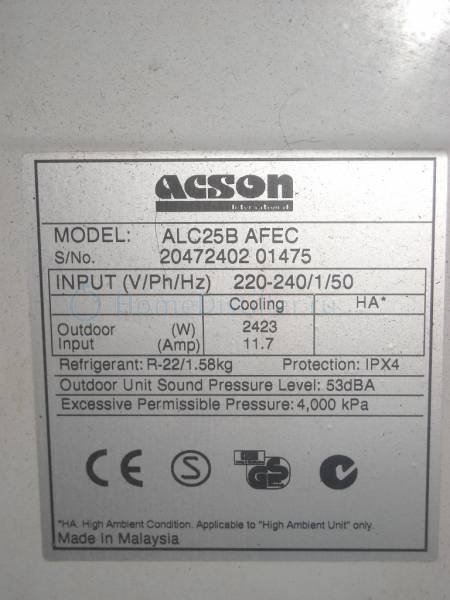 acson
International
MODEL: ALC25B AFEC
S/No. 20472402 01475
INPUT (V/Ph/Hz) 220-240/1/50
Cooling HA*
Outdoor (W) 2423
Input (Amp) 11.7
Refrigerant: R-22/1.58kg Protection: IPX4
Outdoor Unit Sound Pressure Level: 53dBA
Excessive Permissible Pressure: 4,000 kPa
CE S GS
*HA: High Ambient Condition. Applicable to "High Ambient Unit" only.
Made In Malaysia